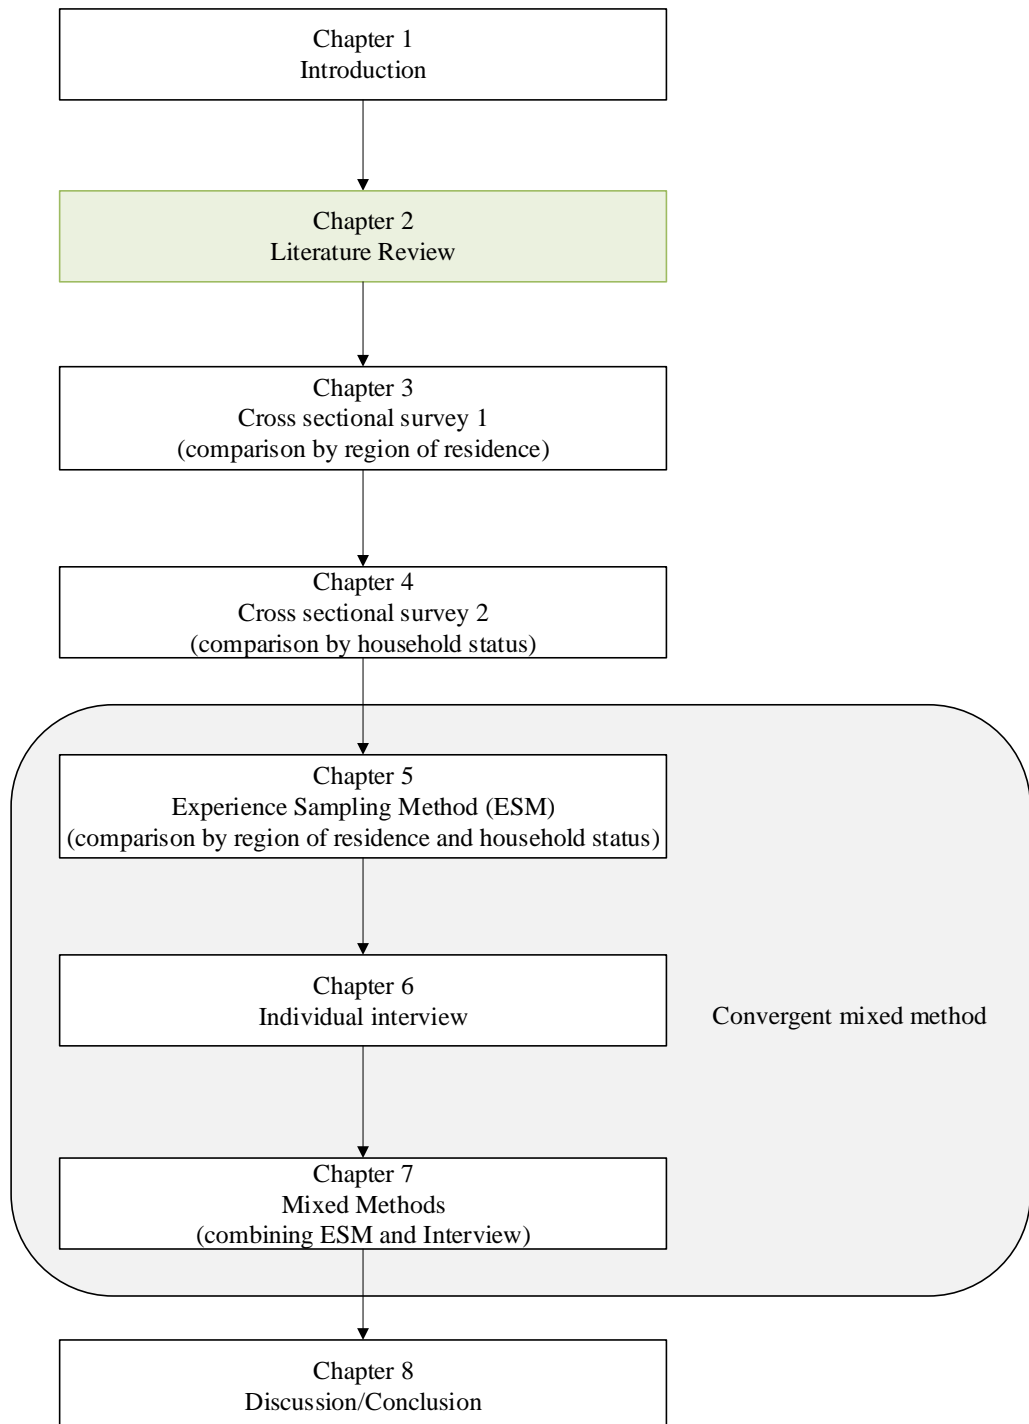 Chapter 1
Introduction
Chapter 2
Literature Review
Chapter 3
Cross sectional survey 1
(comparison by region of residence)
Chapter 4
Cross sectional survey 2
(comparison by household status)
Chapter 5
Experience Sampling Method (ESM)
(comparison by region of residence and household status)
Chapter 6
Individual interview
Convergent mixed method
Chapter 7
Mixed Methods
(combining ESM and Interview)
Chapter 8
Discussion/Conclusion